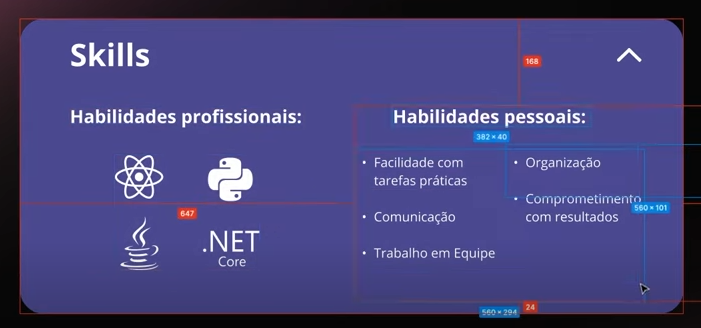 Skills
168
Habilidades profissionais:
Habilidades pessoais:
382 × 40
• Facilidade com
tarefas práticas
• Comunicação
• Trabalho em Equipe
• Organização
• Comprometimento
com resultados
560 × 101
647
.NET
Core
560 × 294
24